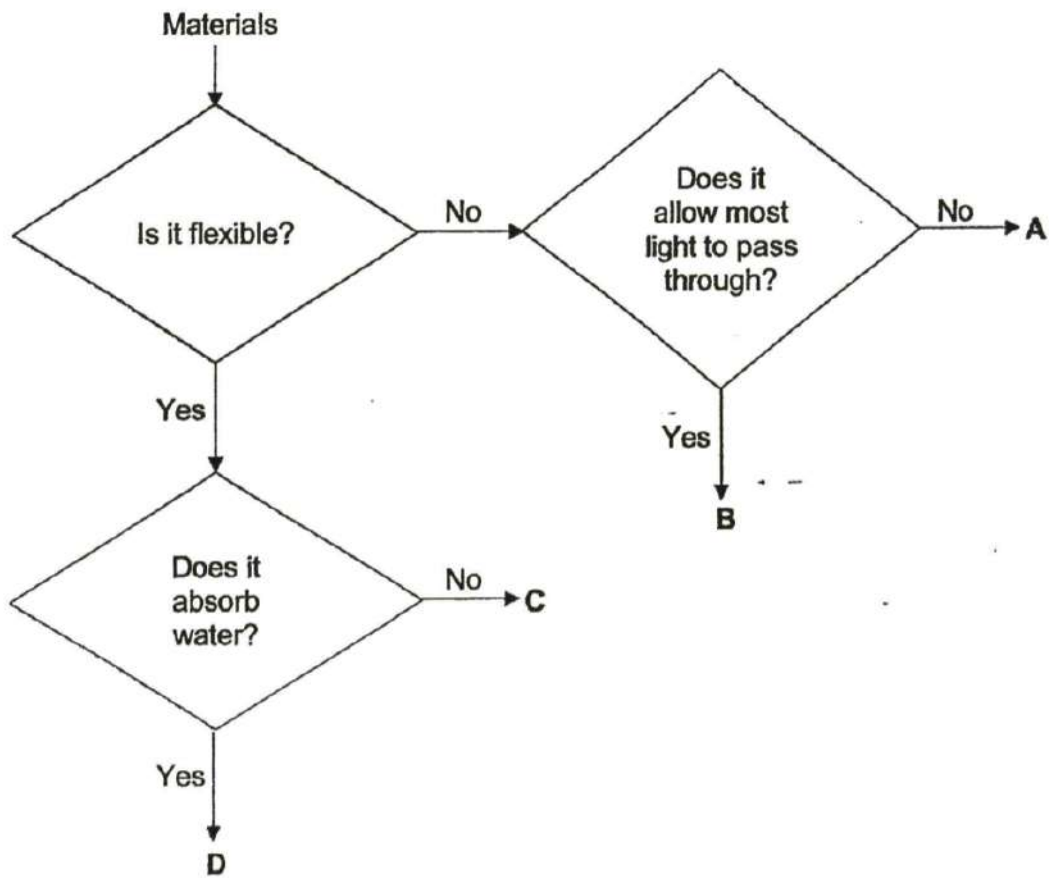 Materials
Is it flexible?
No
Does it
allow most
light to pass
through?
No
A
Yes
B
Yes
Does it
absorb
water?
No
C
Yes
D